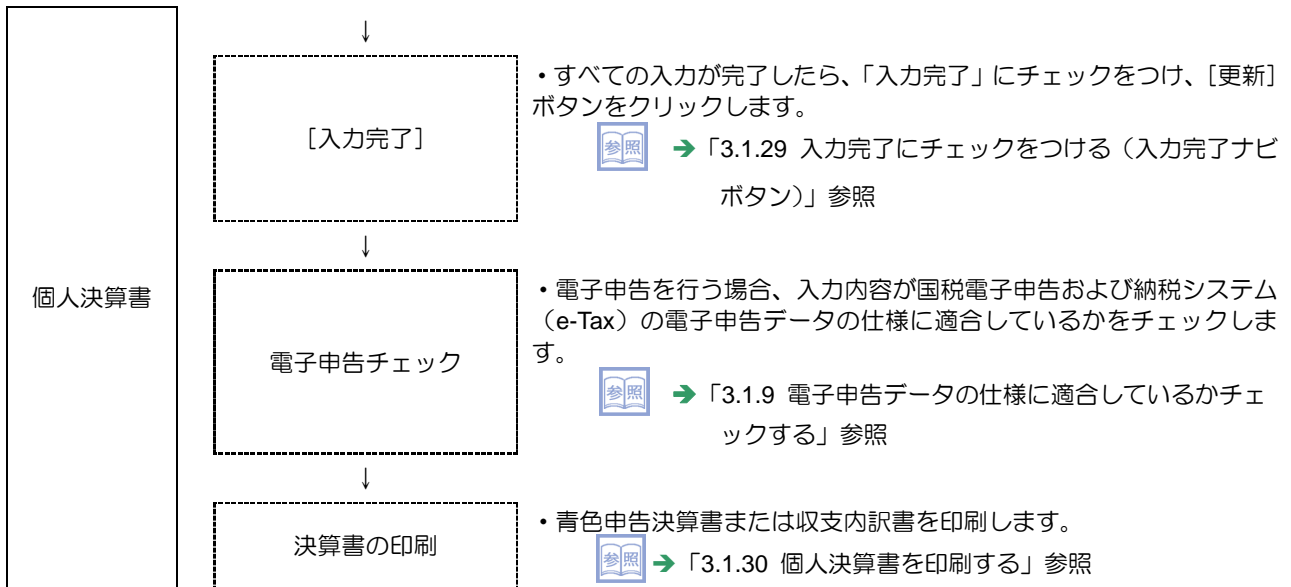 個人決算書
↓
[入力完了]
・すべての入力が完了したら、「入力完了」にチェックをつけ、[更新]
ボタンをクリックします。
参照 ➔「3.1.29 入力完了にチェックをつける（入力完了ナビ
ボタン）」参照
↓
電子申告チェック
・電子申告を行う場合、入力内容が国税電子申告および納税システム
（e-Tax）の電子申告データの仕様に適合しているかをチェックしま
す。
参照 ➔「3.1.9 電子申告データの仕様に適合しているかチェ
ックする」参照
↓
決算書の印刷
・青色申告決算書または収支内訳書を印刷します。
参照 ➔「3.1.30 個人決算書を印刷する」参照